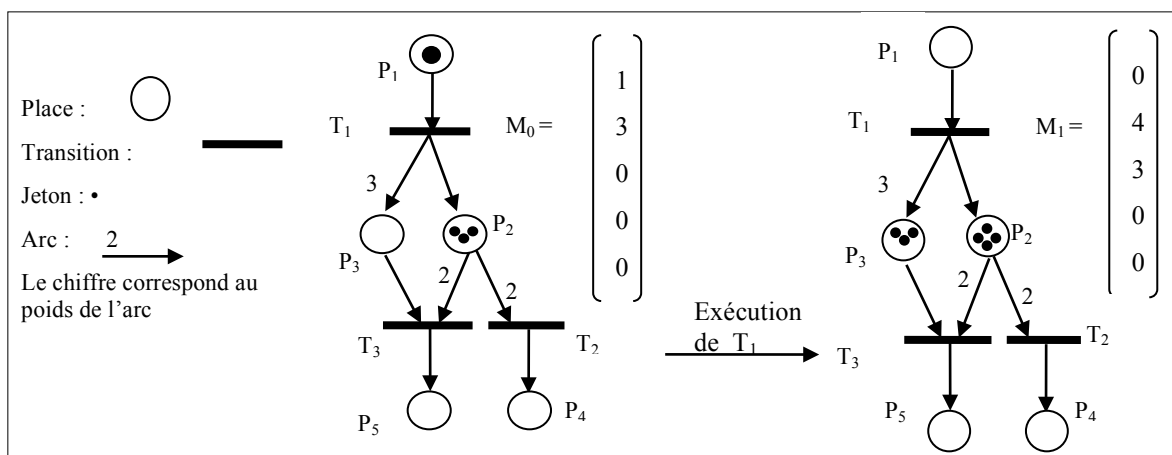 Place :
Transition :
Jeton : •
Arc : 2
Le chiffre correspond au
poids de l'arc
P1
T1
M0 =
1
3
0
0
0
3
P2
P3
2
2
T3
T2
P5
P4
Exécution
de T1
P1
T1
M1 =
0
4
3
0
0
3
P2
P3
2
2
T3
T2
P5
P4